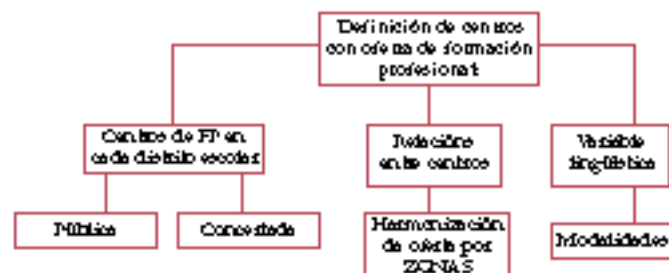 Definición de centros
con oferta de formación
profesional
Centros de FP en
cada distrito escolar
Relacións
entre centros
Variable
lingüística
Pública
Concertada
Harmonización
de oferta por
ZONAS
Modalidades